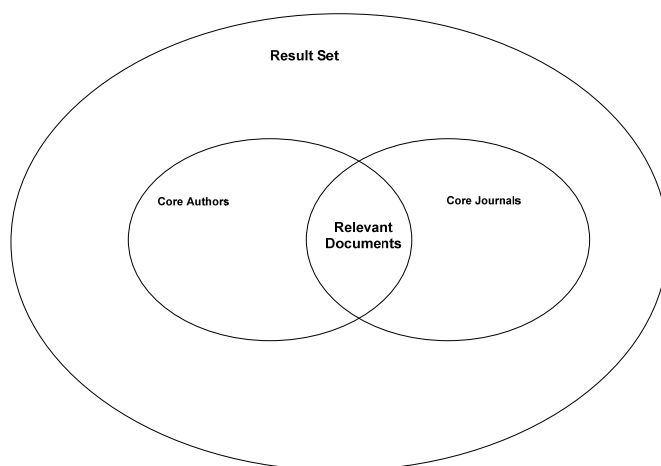 Result Set
Core Authors
Core Journals
Relevant
Documents